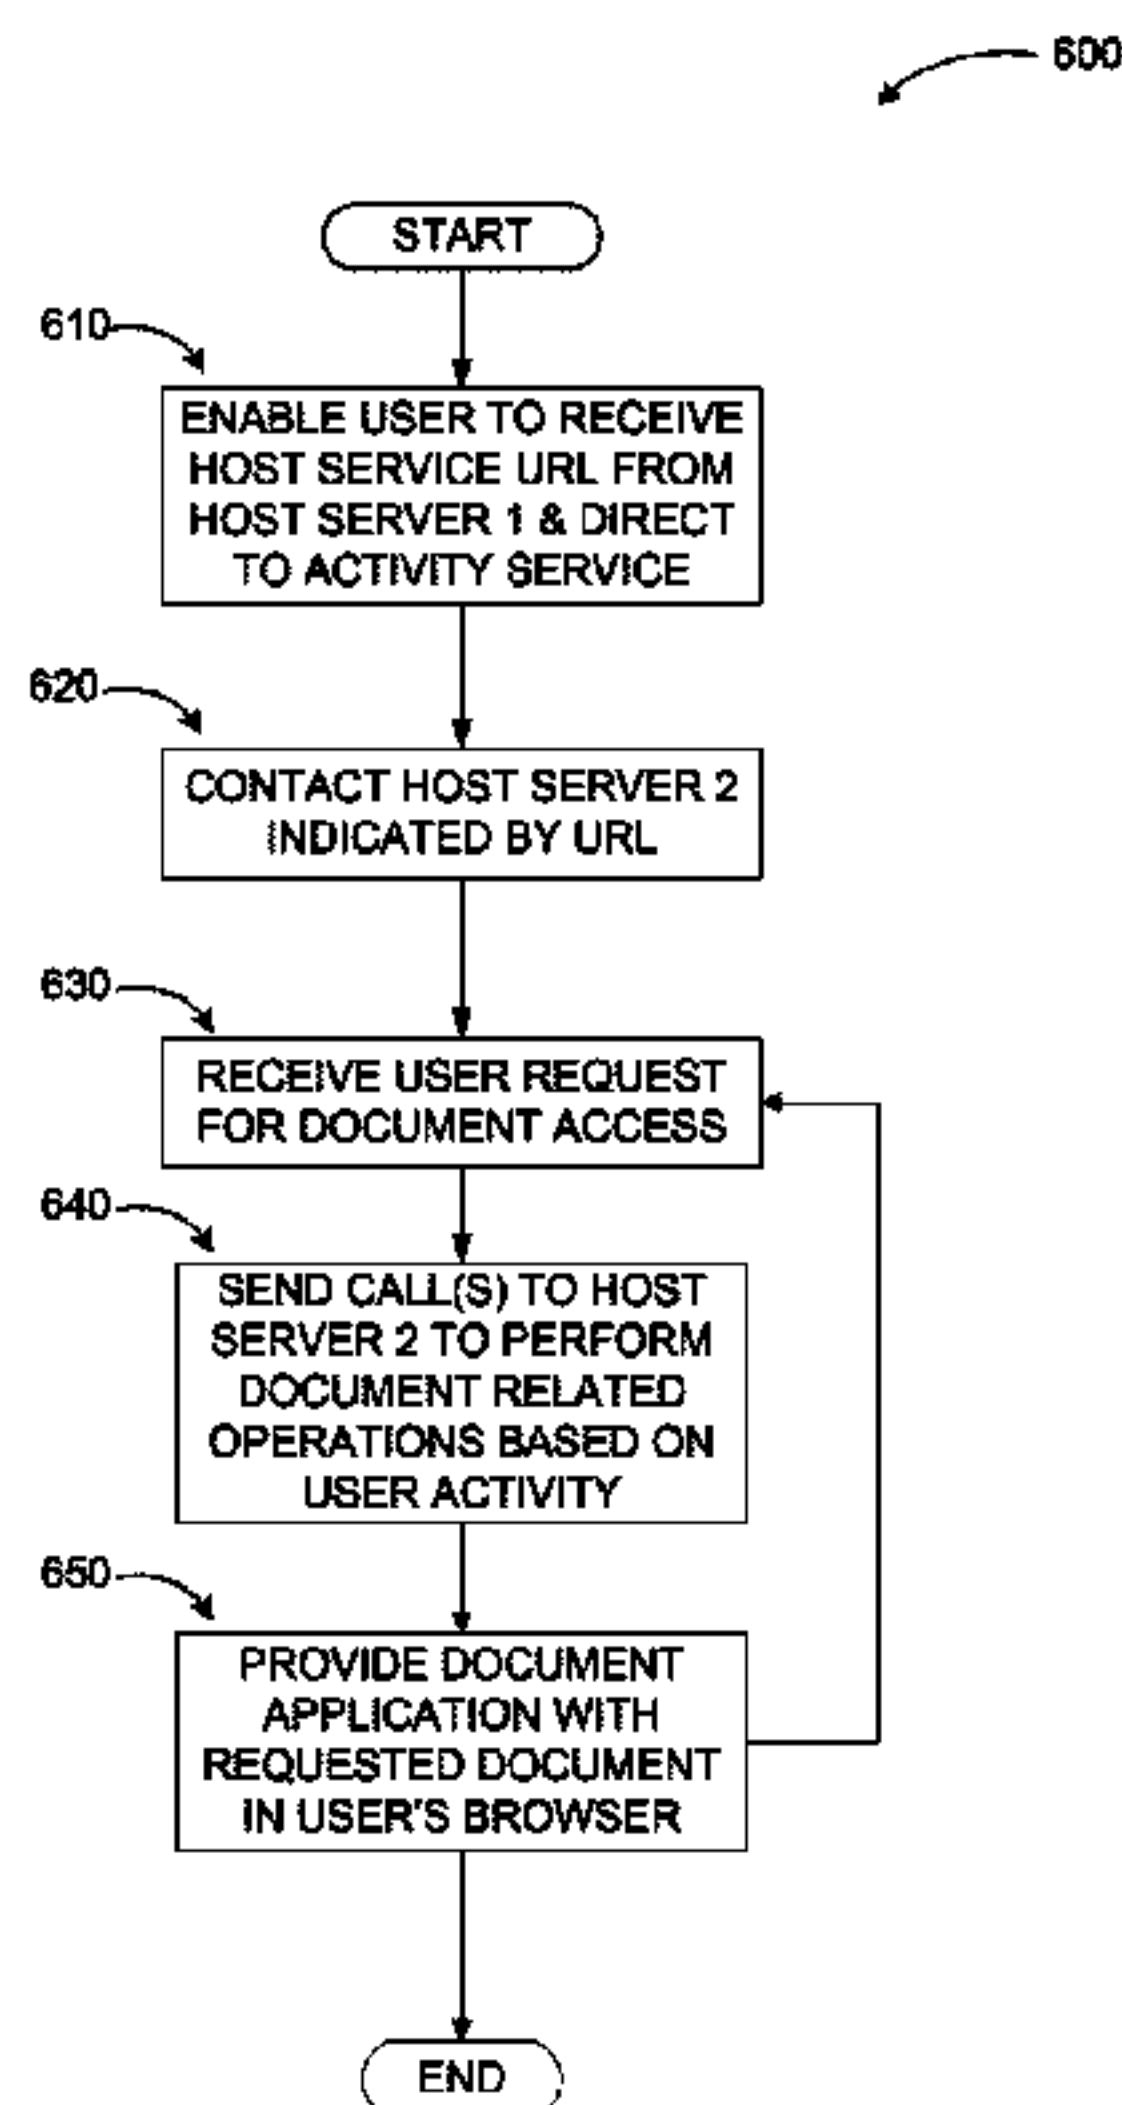 600
START
610
ENABLE USER TO RECEIVE
HOST SERVICE URL FROM
HOST SERVER 1 & DIRECT
TO ACTIVITY SERVICE
620
CONTACT HOST SERVER 2
INDICATED BY URL
630
RECEIVE USER REQUEST
FOR DOCUMENT ACCESS
640
SEND CALL(S) TO HOST
SERVER 2 TO PERFORM
DOCUMENT RELATED
OPERATIONS BASED ON
USER ACTIVITY
650
PROVIDE DOCUMENT
APPLICATION WITH
REQUESTED DOCUMENT
IN USER'S BROWSER
END